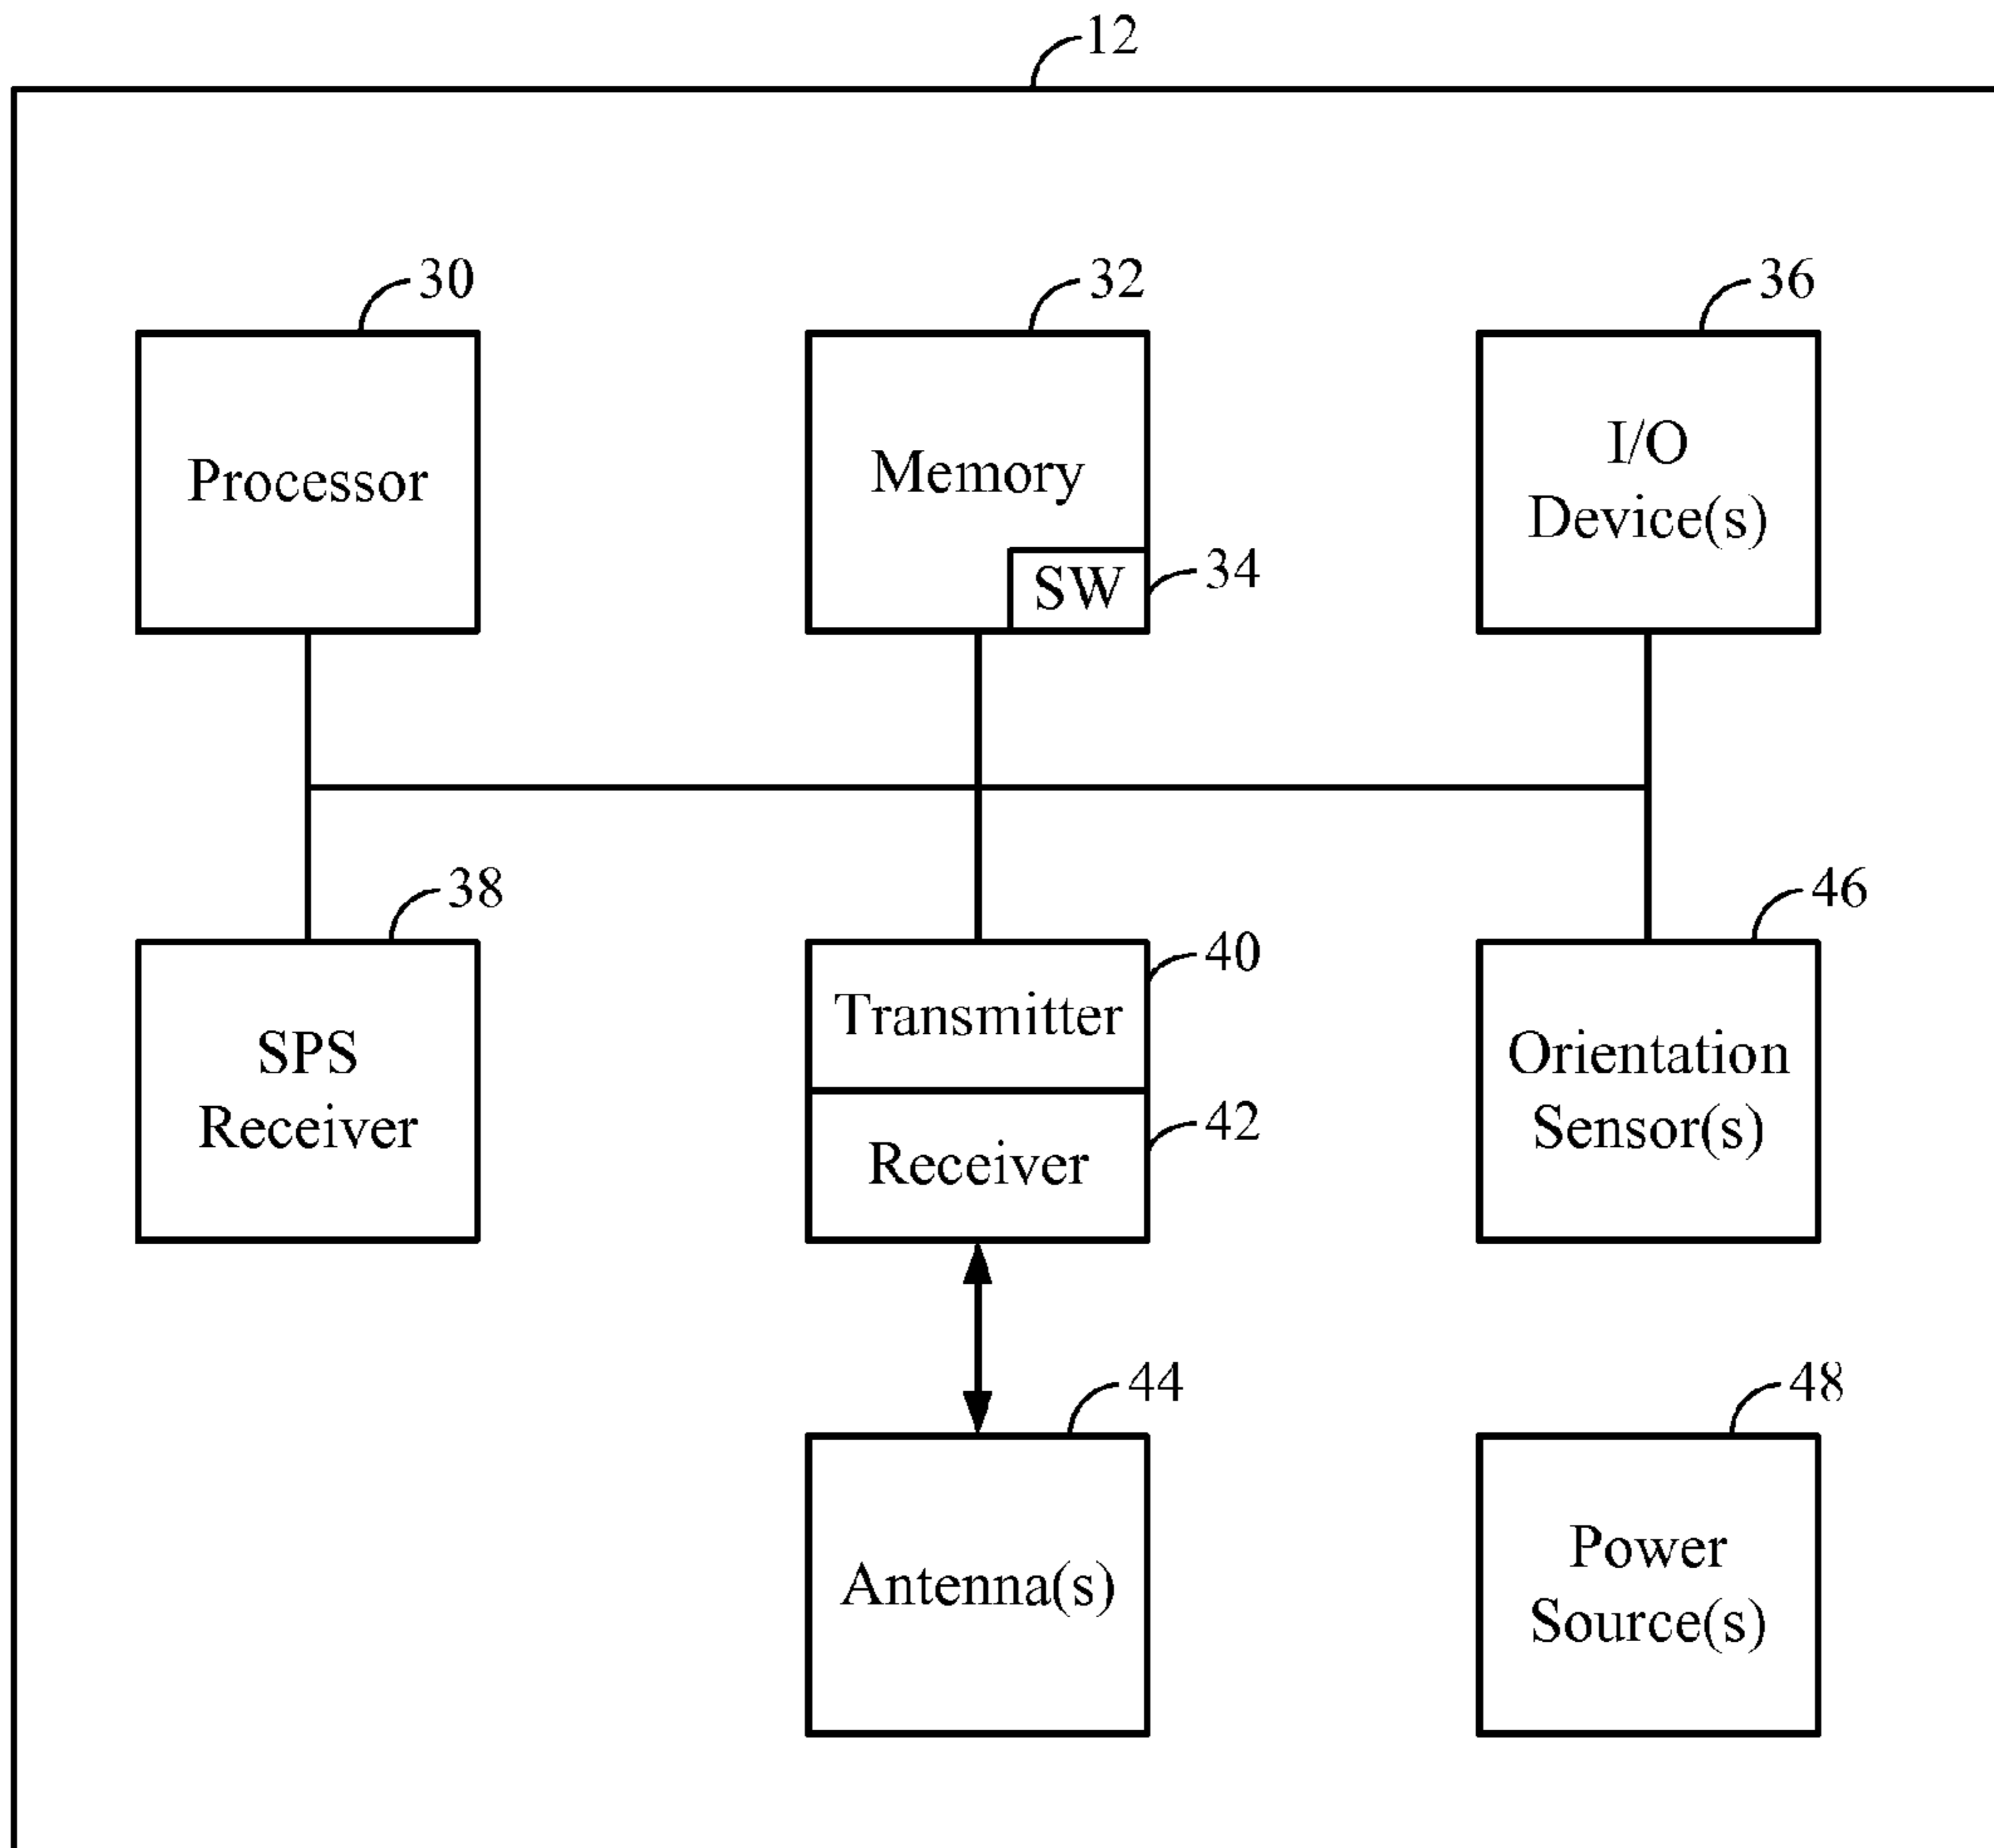 12
30
32
36
Processor
Memory
I/O
Device(s)
SW
34
38
46
40
SPS
Receiver
Transmitter
Receiver
42
Orientation
Sensor(s)
44
48
Antenna(s)
Power
Source(s)